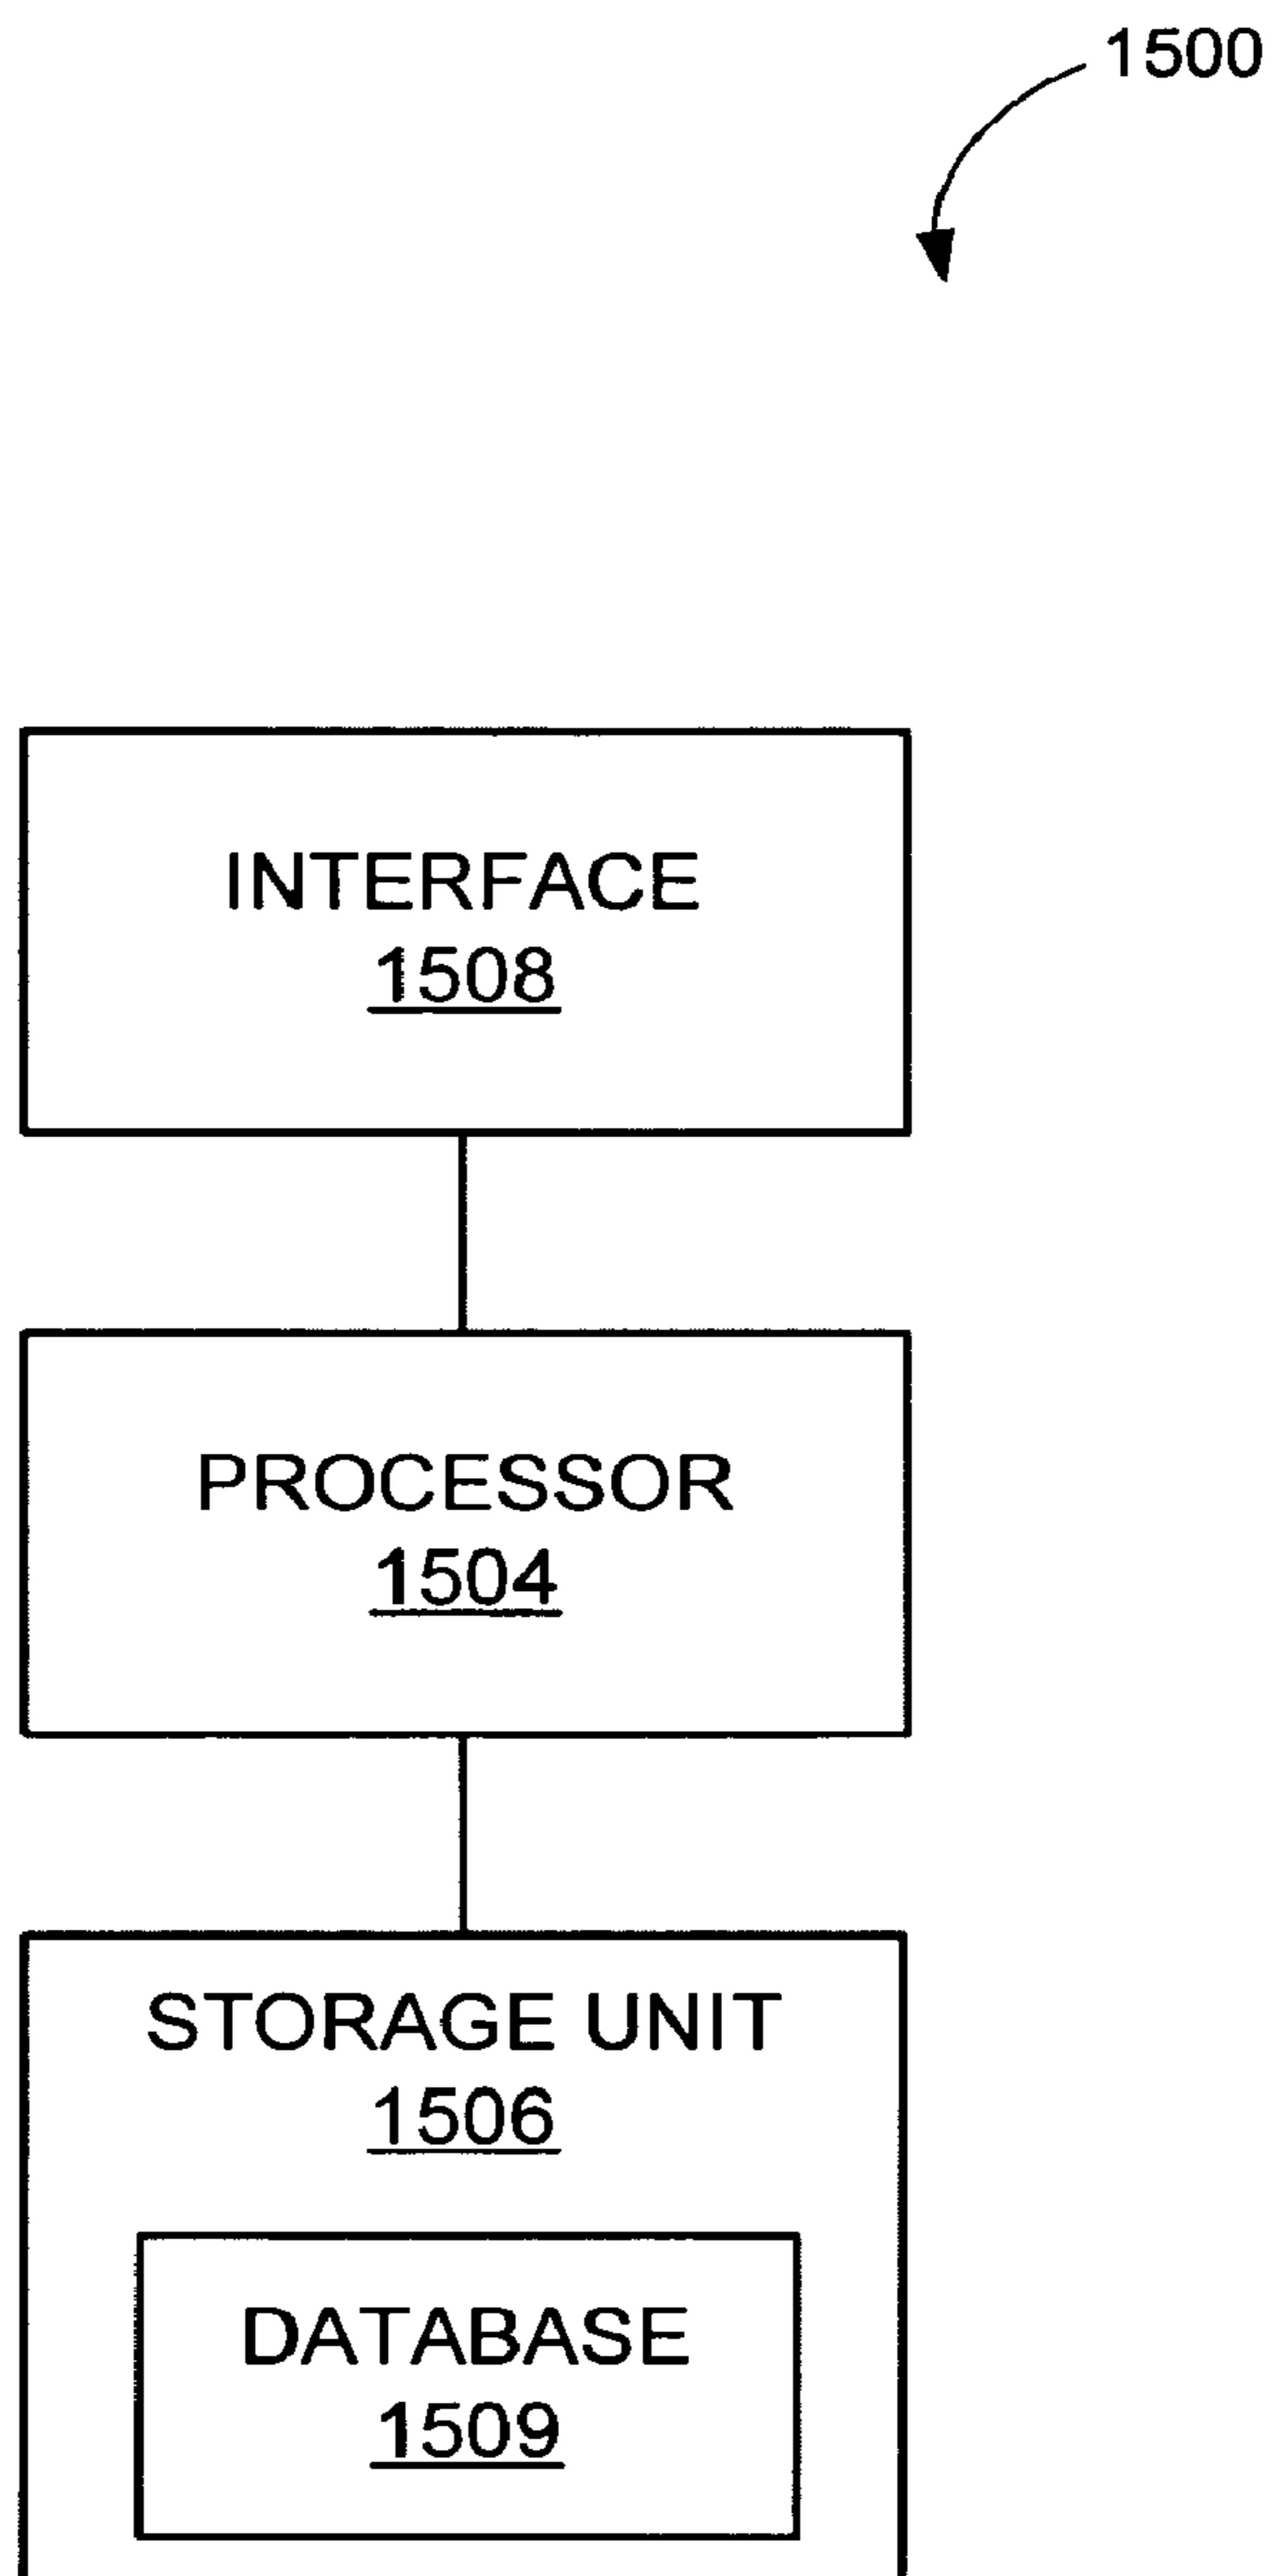 1500
INTERFACE
1508
PROCESSOR
1504
STORAGE UNIT
1506
DATABASE
1509